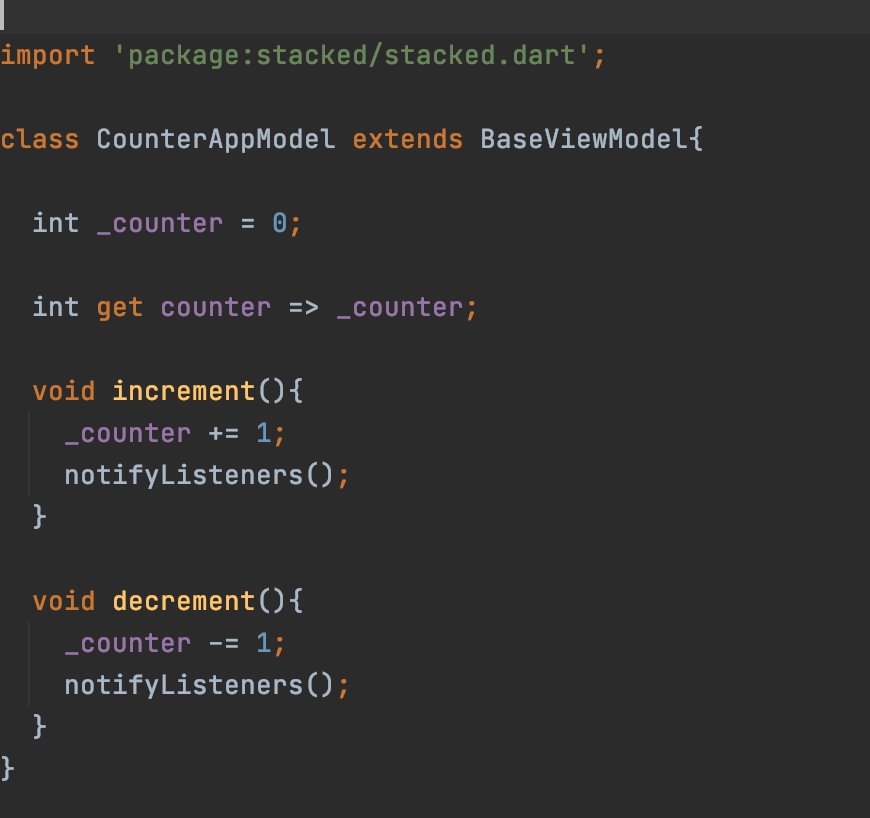 import 'package:stacked/stacked.dart';
class CounterAppModel extends BaseViewModel{
int _counter = 0;
int get counter => _counter;
void increment(){
_counter += 1;
notifyListeners();
}
void decrement(){
_counter -= 1;
notifyListeners();
}
}